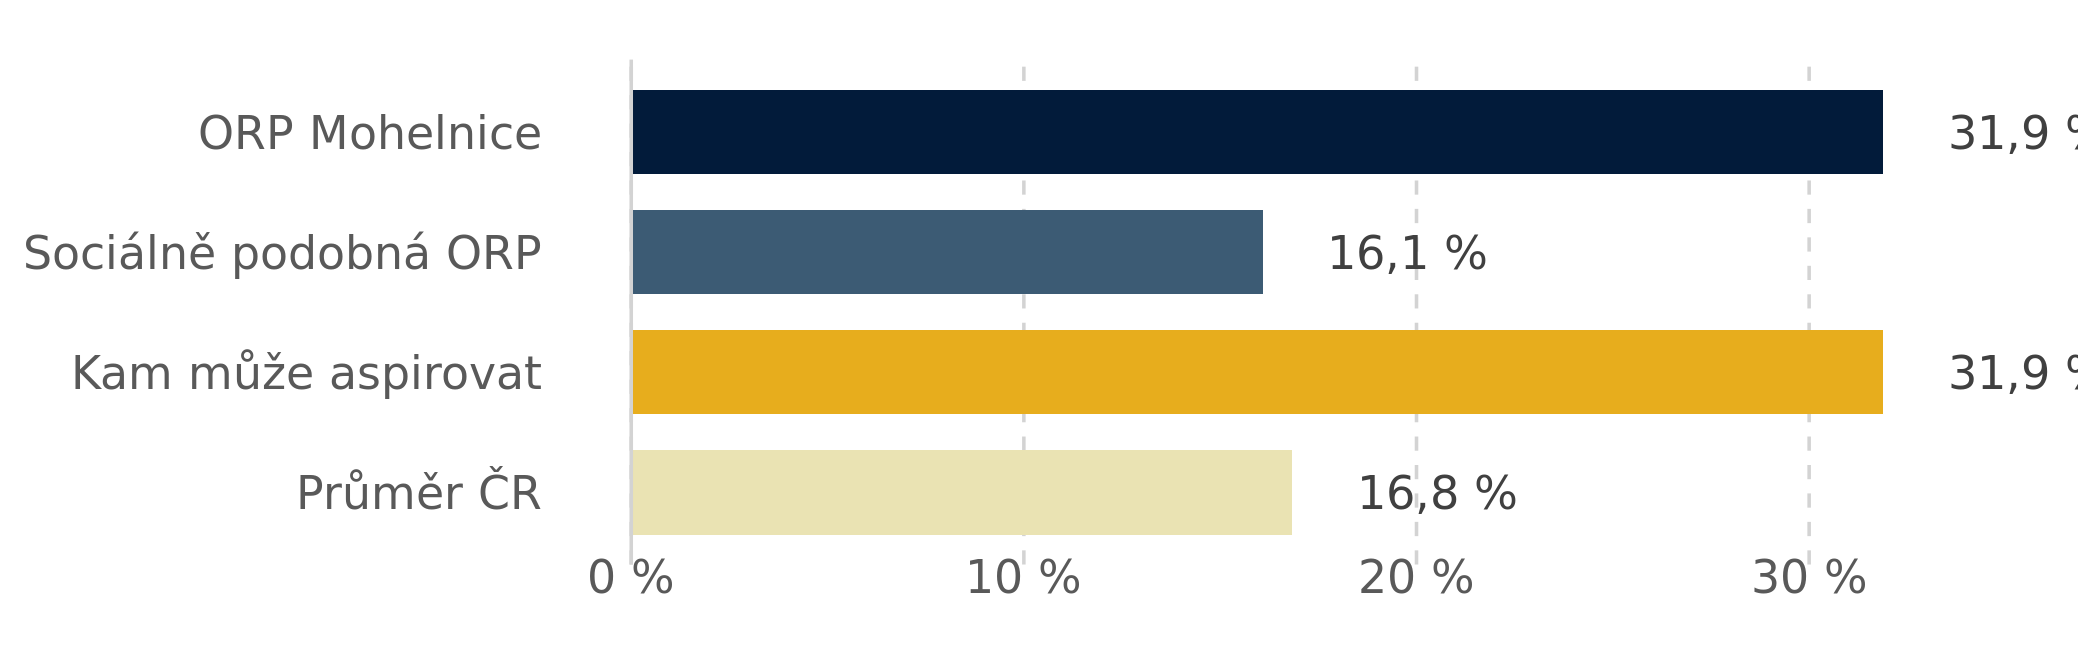 ORP Mohelnice 31,9 %
Sociálně podobná ORP 16,1 %
Kam může aspirovat 31,9 %
Průměr ČR 16,8 %
0 % 10 % 20 % 30 %